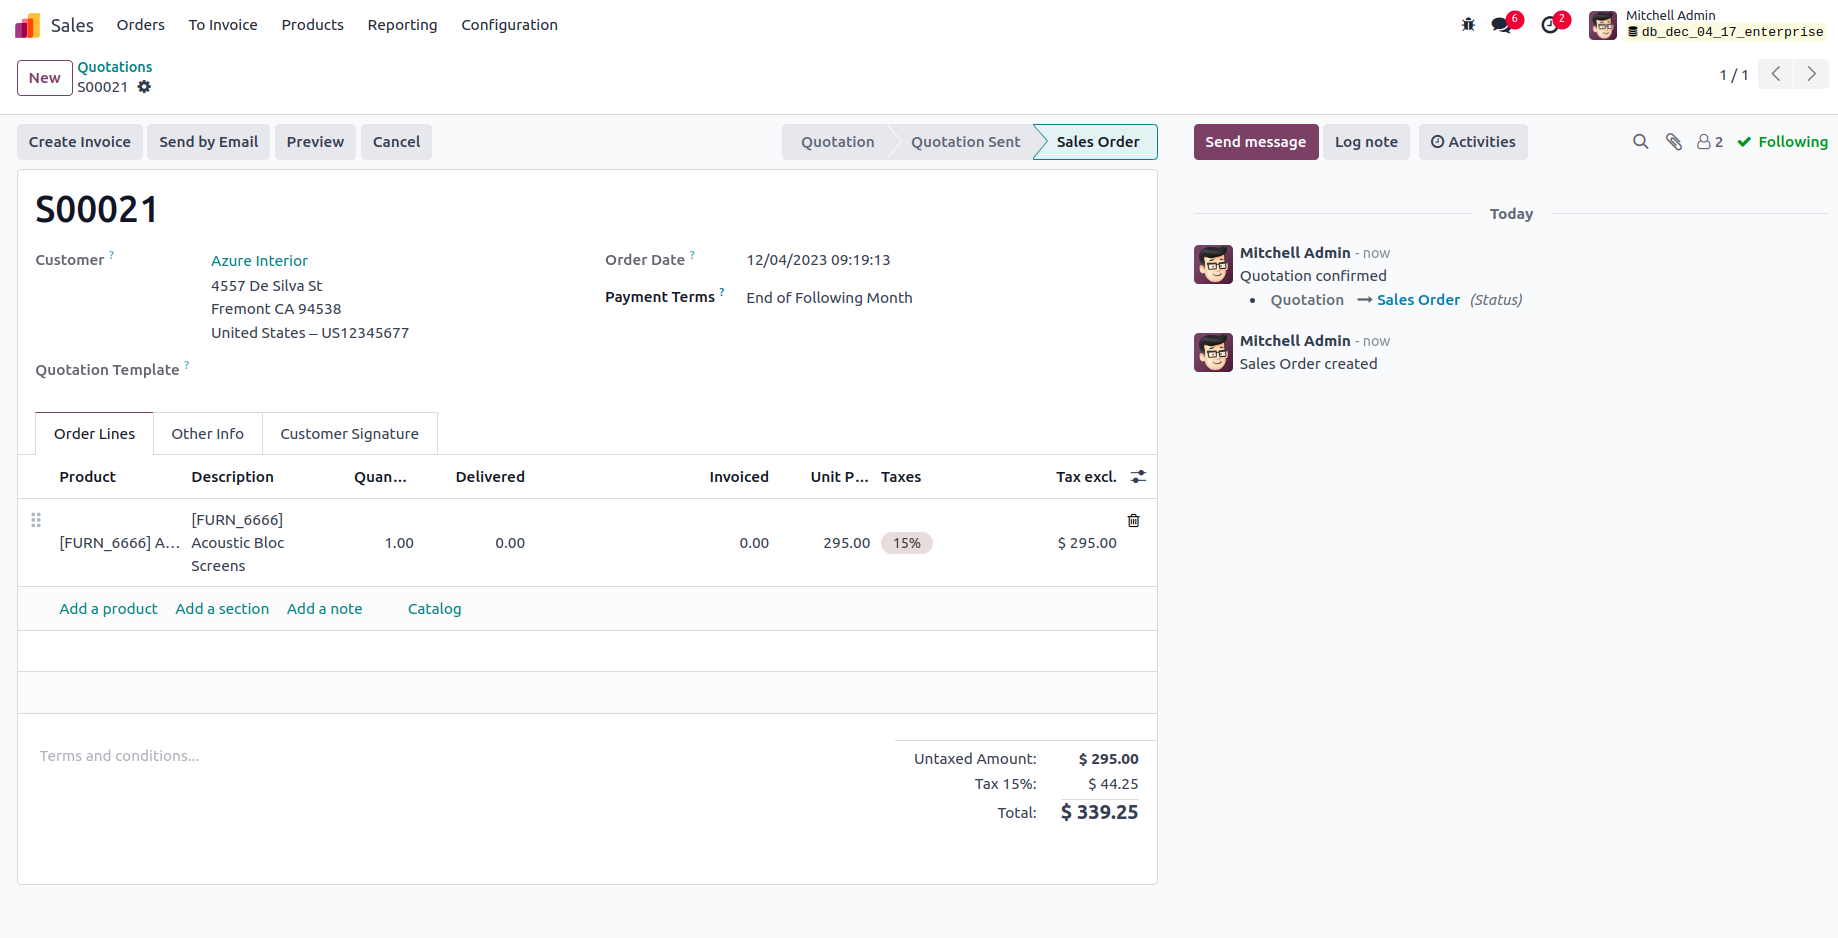 Sales Orders To Invoice Products Reporting Configuration 6 2 Mitchell Admin
db_dec_04_17_enterprise
New Quotations
S00021
1 / 1
Create Invoice Send by Email Preview Cancel Quotation Quotation Sent Sales Order Send message Log note Activities 2 Following
S00021
Today
Customer ? Azure Interior
4557 De Silva St
Fremont CA 94538
United States – US12345677
Order Date ? 12/04/2023 09:19:13
Payment Terms ? End of Following Month
Quotation Template ?
Mitchell Admin - now
Quotation confirmed
• Quotation → Sales Order (Status)
Mitchell Admin - now
Sales Order created
Order Lines Other Info Customer Signature
Product Description Quan... Delivered Invoiced Unit P... Taxes Tax excl.
[FURN_6666] A... [FURN_6666]
Acoustic Bloc
Screens
1.00 0.00 0.00 295.00 15% $ 295.00
Add a product Add a section Add a note Catalog
Terms and conditions...
Untaxed Amount: $ 295.00
Tax 15%: $ 44.25
Total: $ 339.25